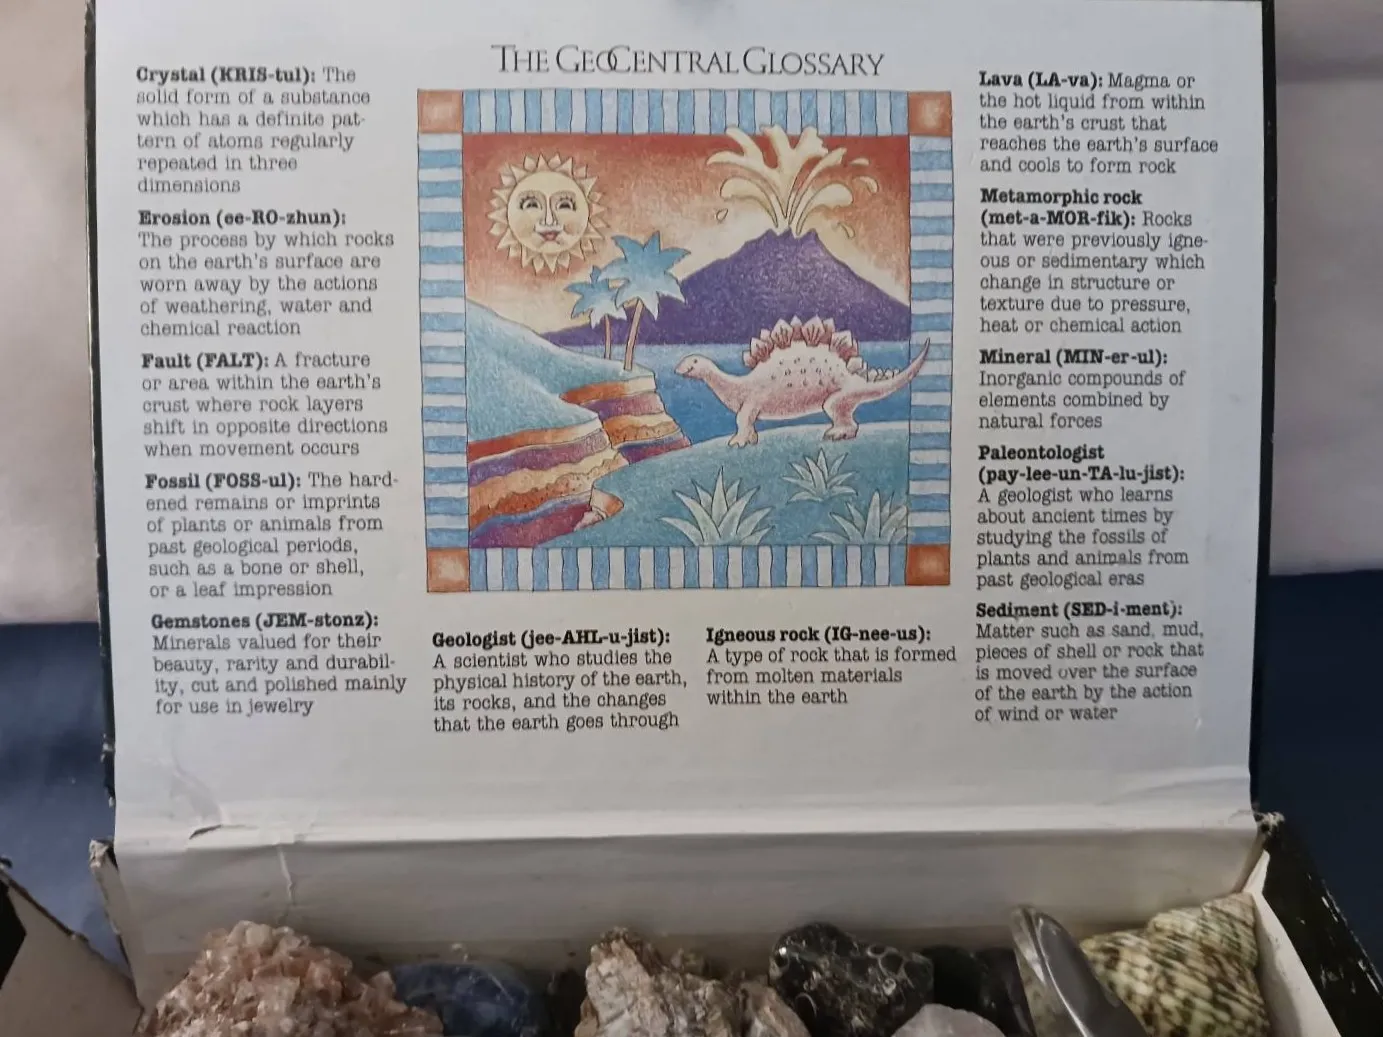 THE GEOCENTRAL GLOSSARY
Crystal (KRIS-tul): The
solid form of a substance
which has a definite pat-
tern of atoms regularly
repeated in three
dimensions
Erosion (ee-RO-zhun):
The process by which rocks
on the earth's surface are
worn away by the actions
of weathering, water and
chemical reaction
Fault (FALT): A fracture
or area within the earth's
crust where rock layers
shift in opposite directions
when movement occurs
Fossil (FOSS-ul): The hard-
ened remains or imprints
of plants or animals from
past geological periods,
such as a bone or shell,
or a leaf impression
Gemstones (JEM-stonz):
Minerals valued for their
beauty, rarity and durabil-
ity, cut and polished mainly
for use in jewelry
Geologist (jee-AHL-u-jist):
A scientist who studies the
physical history of the earth,
its rocks, and the changes
that the earth goes through
Igneous rock (IG-nee-us):
A type of rock that is formed
from molten materials
within the earth
Lava (LA-va): Magma or
the hot liquid from within
the earth's crust that
reaches the earth's surface
and cools to form rock
Metamorphic rock
(met-a-MOR-fik): Rocks
that were previously igne-
ous or sedimentary which
change in structure or
texture due to pressure,
heat or chemical action
Mineral (MIN-er-ul):
Inorganic compounds of
elements combined by
natural forces
Paleontologist
(pay-lee-un-TA-lu-jist):
A geologist who learns
about ancient times by
studying the fossils of
plants and animals from
past geological eras
Sediment (SED-i-ment):
Matter such as sand, mud,
pieces of shell or rock that
is moved over the surface
of the earth by the action
of wind or water